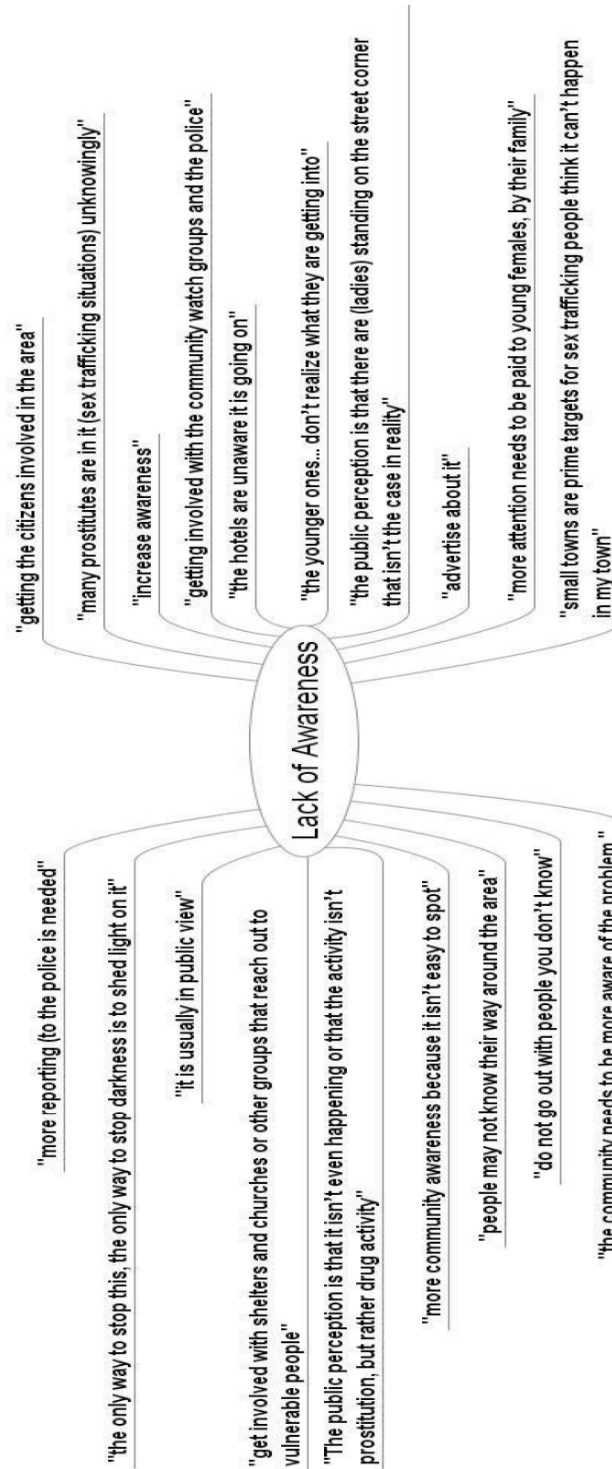 "more reporting (to the police is needed"
"the only way to stop this, the only way to stop darkness is to shed light on it"
"it is usually in public view"
"get involved with shelters and churches or other groups that reach out to
vulnerable people"
"The public perception is that it isn't even happening or that the activity isn't
prostitution, but rather drug activity"
"more community awareness because it isn't easy to spot"
"people may not know their way around the area"
"do not go out with people you don't know"
"the community needs to be more aware of the problem "
Lack of Awareness
"getting the citizens involved in the area"
"many prostitutes are in it (sex trafficking situations) unknowingly"
"increase awareness"
"getting involved with the community watch groups and the police"
"the hotels are unaware it is going on"
"the younger ones... don't realize what they are getting into"
"the public perception is that there are (ladies) standing on the street corner
that isn't the case in reality"
"advertise about it"
"more attention needs to be paid to young females, by their family"
"small towns are prime targets for sex trafficking people think it can't happen
in my town"